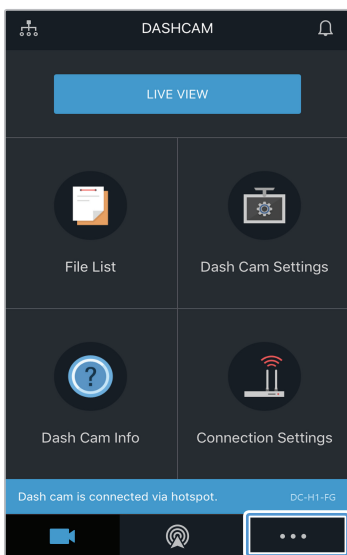 DASHCAM
LIVE VIEW
File List
Dash Cam Settings
Dash Cam Info
Connection Settings
Dash cam is connected via hotspot.
DC-H1-FG